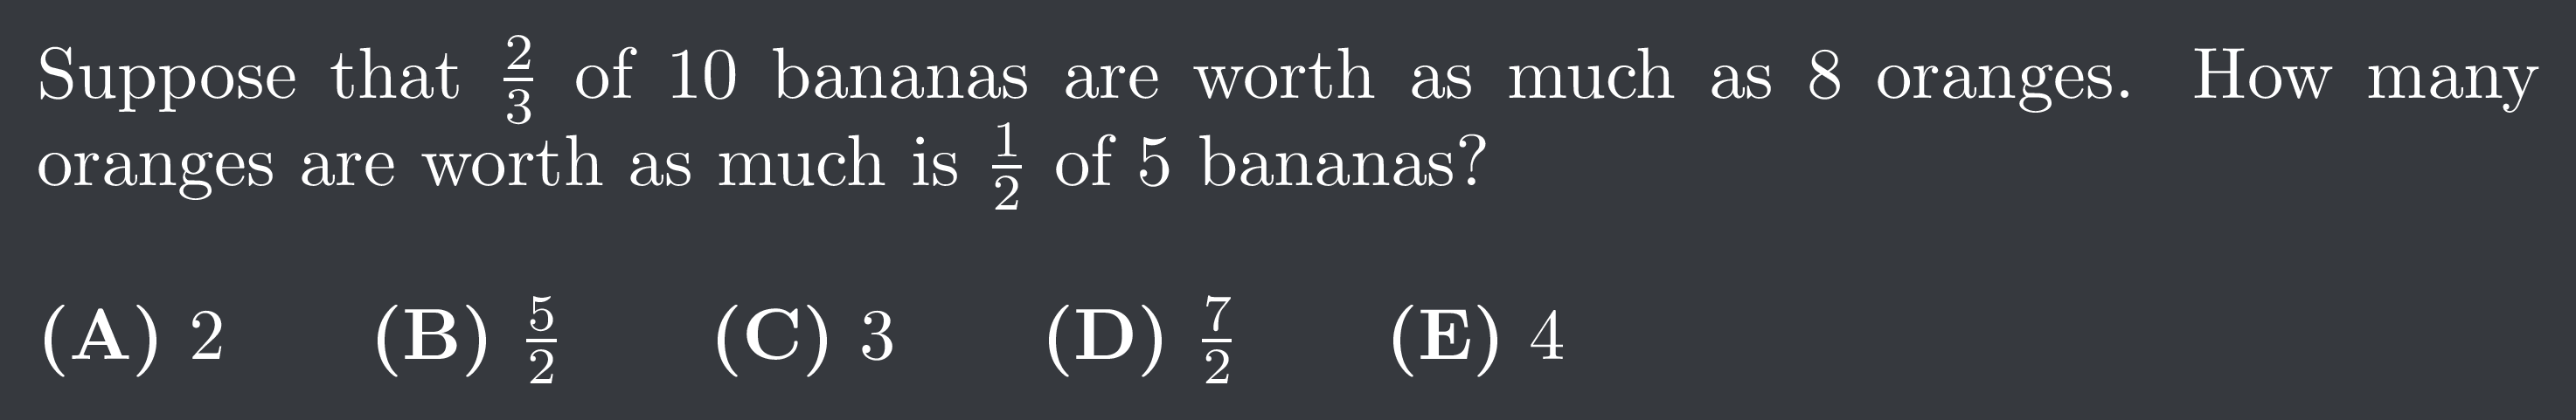 Suppose that 2/3 of 10 bananas are worth as much as 8 oranges. How many
oranges are worth as much is 1/2 of 5 bananas?
(A) 2 (B) 5/2 (C) 3 (D) 7/2 (E) 4